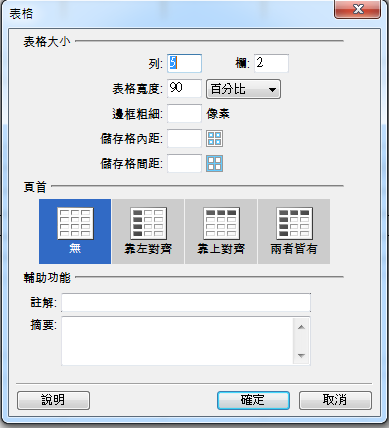 表格
表格大小
列: 5 欄: 2
表格寬度: 90 百分比
邊框粗細: 像素
儲存格內距:
儲存格間距:
頁首
無 靠左對齊 靠上對齊 兩者皆有
輔助功能
註解:
摘要:
說明 確定 取消